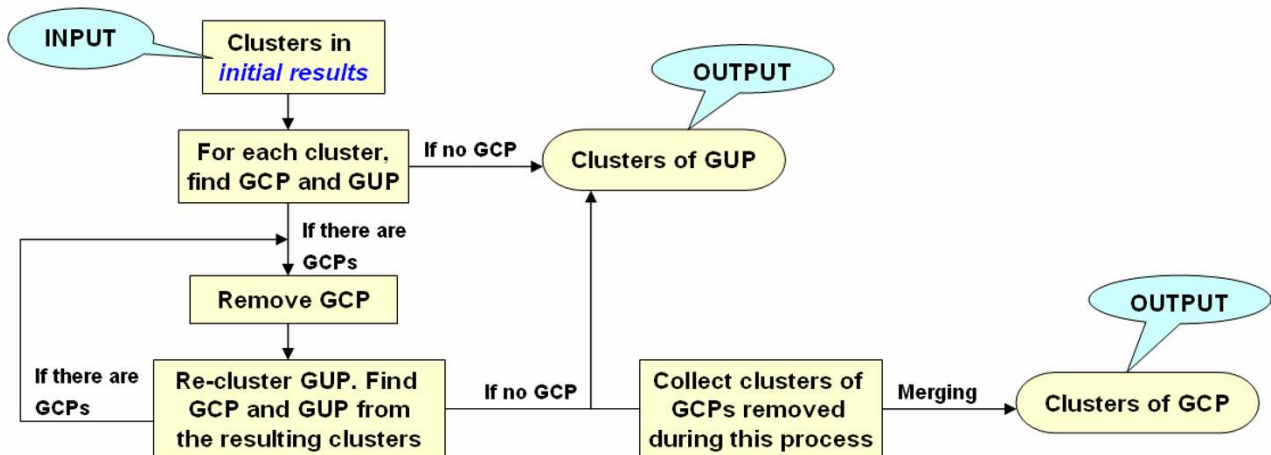 INPUT
Clusters in
initial results
OUTPUT
For each cluster,
find GCP and GUP
If no GCP
Clusters of GUP
If there are
GCPs
Remove GCP
OUTPUT
If there are
GCPs
Re-cluster GUP. Find
GCP and GUP from
the resulting clusters
If no GCP
Collect clusters of
GCPs removed
during this process
Merging
Clusters of GCP